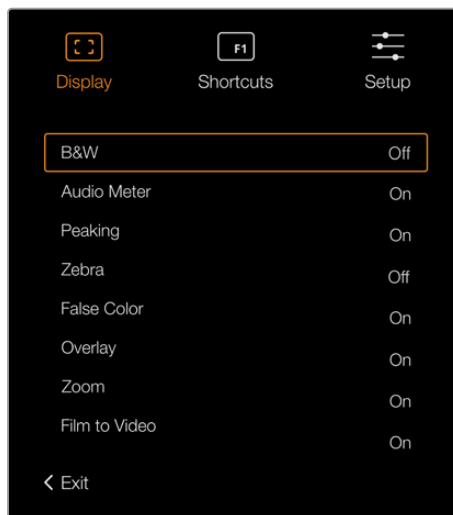 F1
Display Shortcuts Setup
B&W Off
Audio Meter On
Peaking On
Zebra Off
False Color On
Overlay On
Zoom On
Film to Video On
Exit